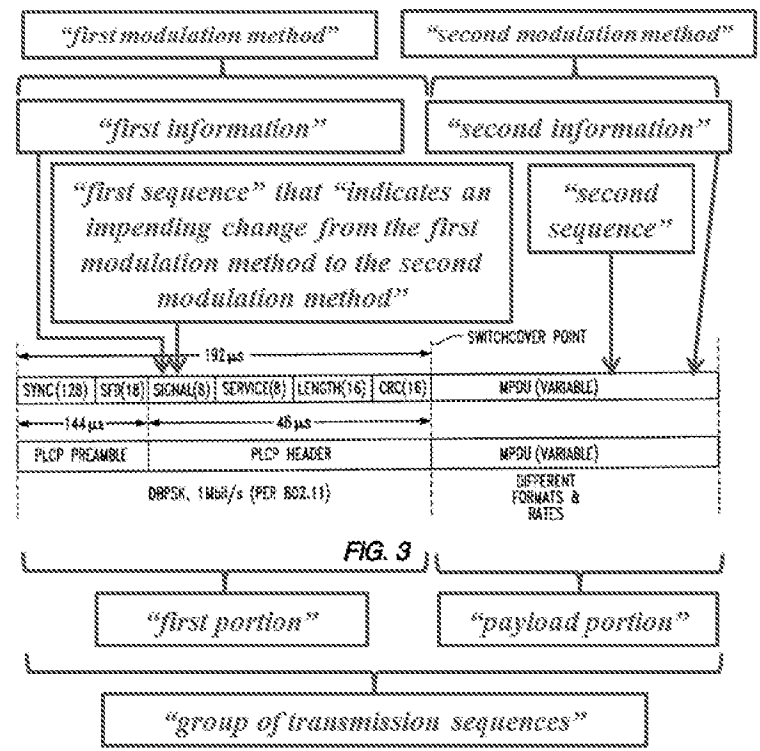 "first modulation method"
"second modulation method"
"first information"
"second information"
"first sequence" that "indicates an
impending change from the first
modulation method to the second
modulation method"
"second
sequence"
SWITCHCOVER POINT
192μs
SYNC(128) SFD(16) SIGNAL(8) SERVICE(8) LENGTH(16) CRC(16) MPDU (VARIABLE)
144μs 48μs
PLCP PREAMBLE PLCP HEADER MPDU (VARIABLE)
DBPSK, 1Mbit/s (PER 802.11)
DIFFERENT
FORMATS &
RATES
FIG. 3
"first portion"
"payload portion"
"group of transmission sequences"